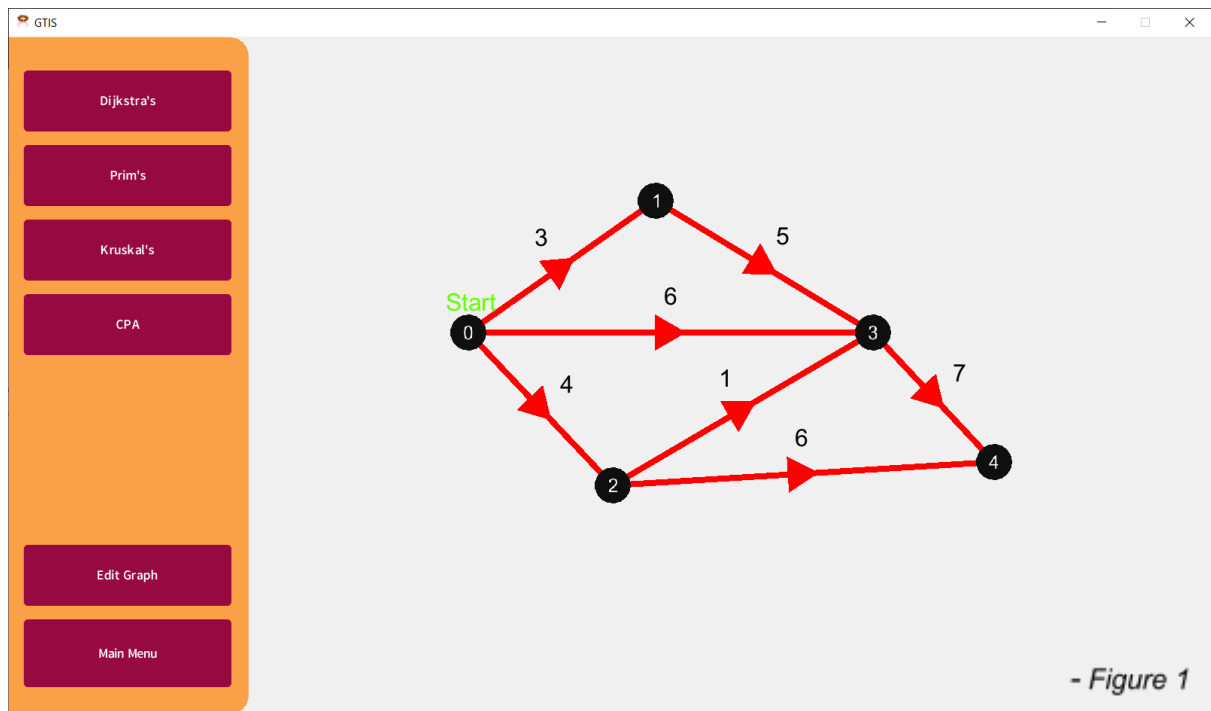 GTIS
Dijkstra's
Prim's
Kruskal's
CPA
Edit Graph
Main Menu
1
3
5
Start
6
0
3
4
1
7
6
2
4
- Figure 1